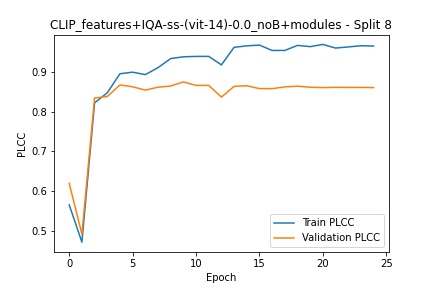 CLIP_features+IQA-ss-(vit-14)-0.0_noB+modules - Split 8
0.9
0.8
0.7
0.6
0.5
PLCC
Train PLCC
Validation PLCC
0 5 10 15 20 25
Epoch